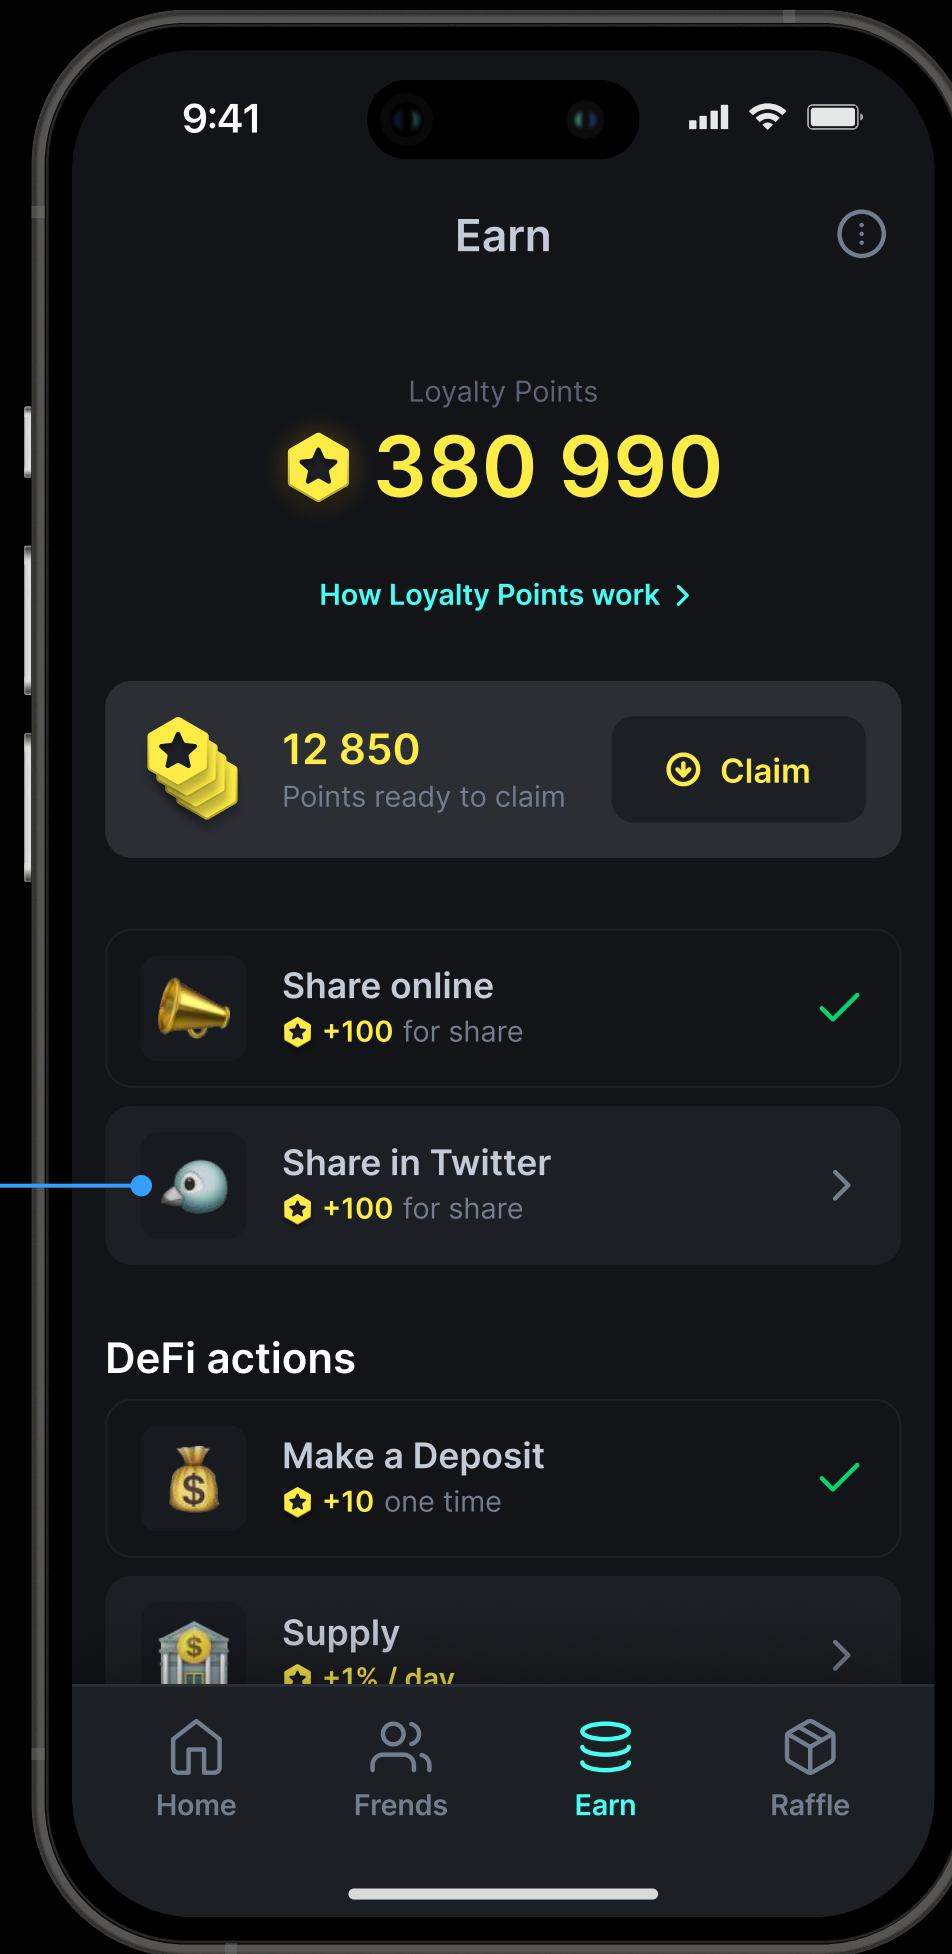 9:41
Earn
Loyalty Points
380 990
How Loyalty Points work
12 850
Points ready to claim
Claim
Share online
+100 for share
Share in Twitter
+100 for share
DeFi actions
Make a Deposit
+10 one time
Supply
+1% / day
Home
Frends
Earn
Raffle